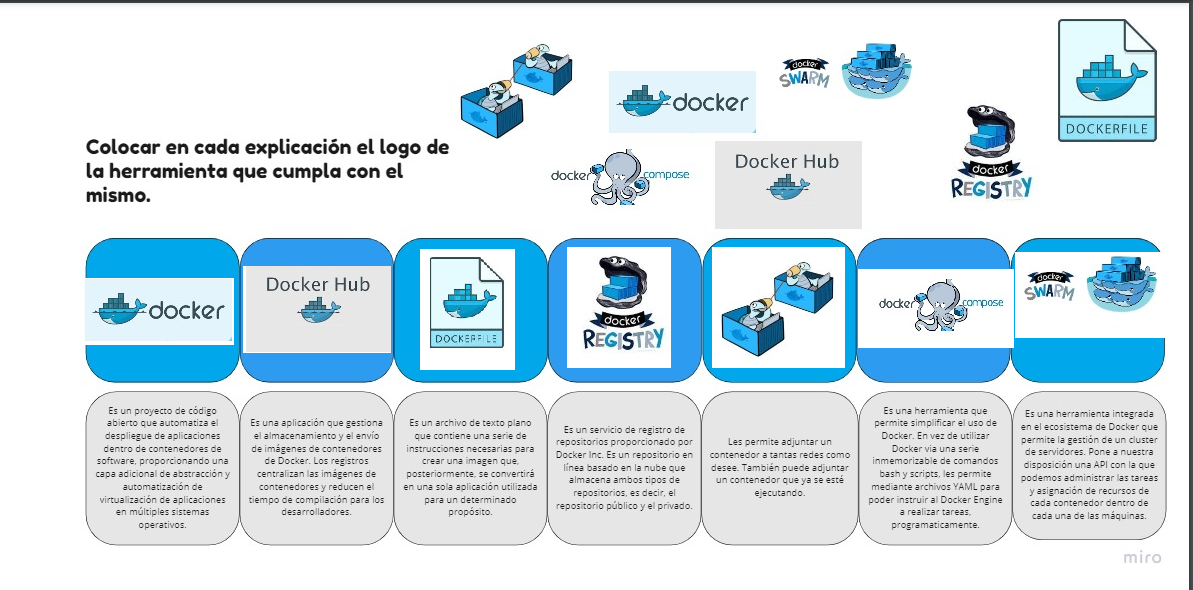 docker
SWARM
docker
DOCKERFILE
Colocar en cada explicación el logo de
la herramienta que cumpla con el
mismo.
docker compose
Docker Hub
docker
REGISTRY
docker
Docker Hub
DOCKERFILE
docker
REGISTRY
docker compose
docker
SWARM
Es un proyecto de código
abierto que automatiza el
despliegue de aplicaciones
dentro de contenedores de
software, proporcionando una
capa adicional de abstracción y
automatización de
virtualización de aplicaciones
en múltiples sistemas
operativos.
Es una aplicación que gestiona
el almacenamiento y el envío
de imágenes de contenedores
de Docker. Los registros
centralizan las imágenes de
contenedores y reducen el
tiempo de compilación para los
desarrolladores.
Es un archivo de texto plano
que contiene una serie de
instrucciones necesarias para
crear una imagen que,
posteriormente, se convertirá
en una sola aplicación utilizada
para un determinado
propósito.
Es un servicio de registro de
repositorios proporcionado por
Docker Inc. Es un repositorio en
línea basado en la nube que
almacena ambos tipos de
repositorios, es decir, el
repositorio público y el privado.
Les permite adjuntar un
contenedor a tantas redes como
desee. También puede adjuntar
un contenedor que ya se esté
ejecutando.
Es una herramienta que
permite simplificar el uso de
Docker. En vez de utilizar
Docker via una serie
inmemorizable de comandos
bash y scripts, les permite
mediante archivos YAML para
poder instruir al Docker Engine
a realizar tareas,
programaticamente.
Es una herramienta integrada
en el ecosistema de Docker que
permite la gestión de un cluster
de servidores. Pone a nuestra
disposición una API con la que
podemos administrar las tareas
y asignación de recursos de
cada contenedor dentro de
cada una de las máquinas.
miro